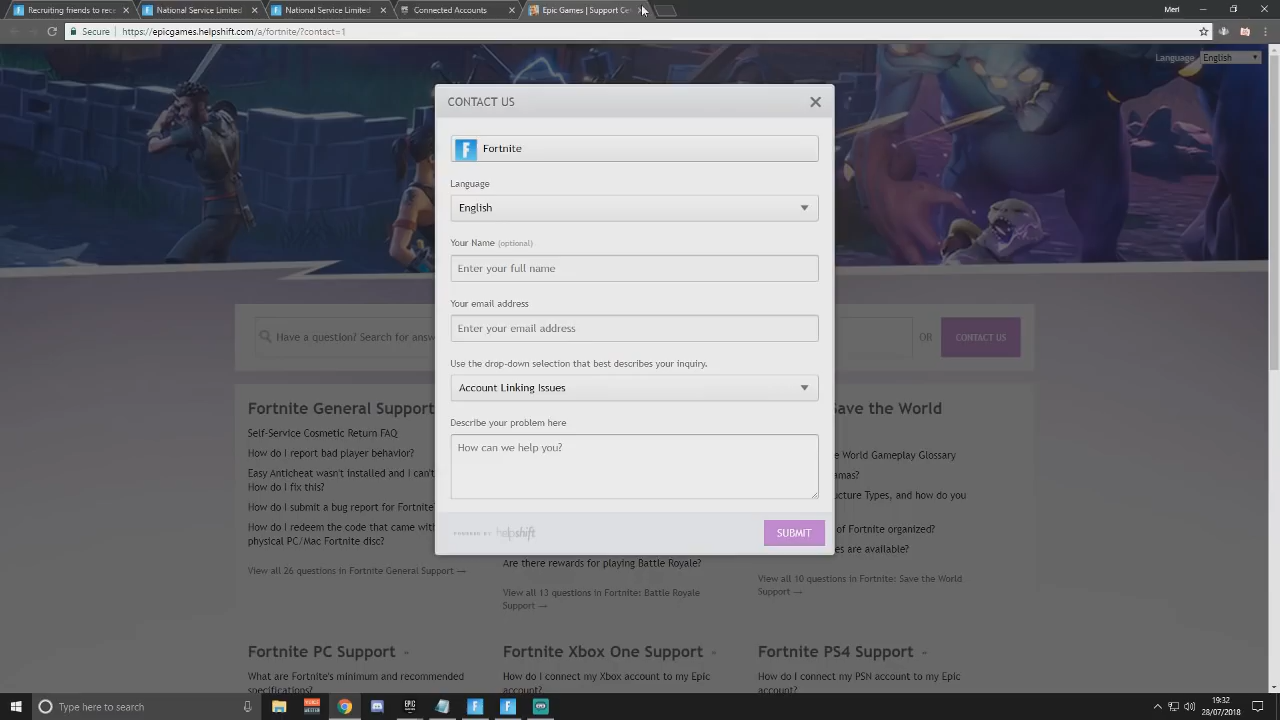 Recruiting friends to rec
National Service Limited
National Service Limited
Connected Accounts
Epic Games | Support Ce
Meri
Secure
https://epicgames.helpshift.com/a/fortnite/?contact=1
Language
English
CONTACT US
Fortnite
Language
English
Your Name (optional)
Enter your full name
Your email address
Enter your email address
Use the drop-down selection that best describes your inquiry.
Account Linking Issues
Describe your problem here
How can we help you?
POWERED BY helpshift
SUBMIT
Have a question? Search for answ
OR
CONTACT US
Fortnite General Support
Self-Service Cosmetic Return FAQ
How do I report bad player behavior?
Easy Anticheat wasn't installed and I can't
How do I fix this?
How do I submit a bug report for Fortnite?
How do I redeem the code that came with
physical PC/Mac Fortnite disc?
View all 26 questions in Fortnite General Support →
Are there rewards for playing Battle Royale?
View all 13 questions in Fortnite: Battle Royale
Support →
Save the World
World Gameplay Glossary
amas?
ucture Types, and how do you
of Fortnite organized?
es are available?
View all 10 questions in Fortnite: Save the World
Support →
Fortnite PC Support
What are Fortnite's minimum and recommended
specifications?
Fortnite Xbox One Support
How do I connect my Xbox account to my Epic
account?
Fortnite PS4 Support
How do I connect my PSN account to my Epic
account?
Type here to search
EPIC
19:32
28/07/2018